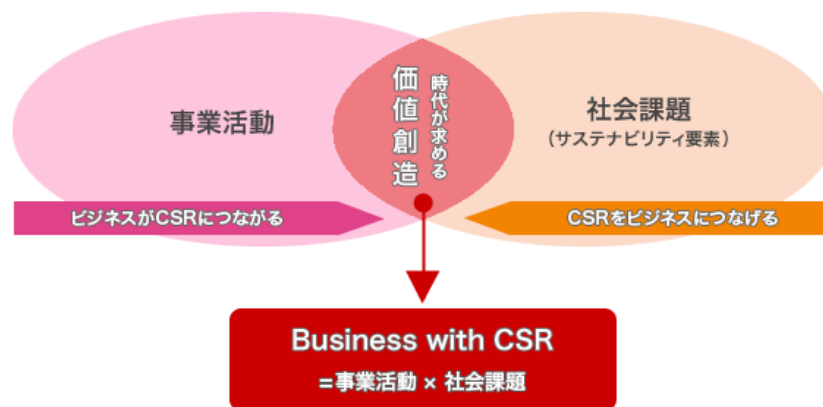 事業活動
時代が求める
価値創造
社会課題
(サステナビリティ要素)
ビジネスがCSRにつながる
CSRをビジネスにつなげる
Business with CSR
=事業活動 × 社会課題